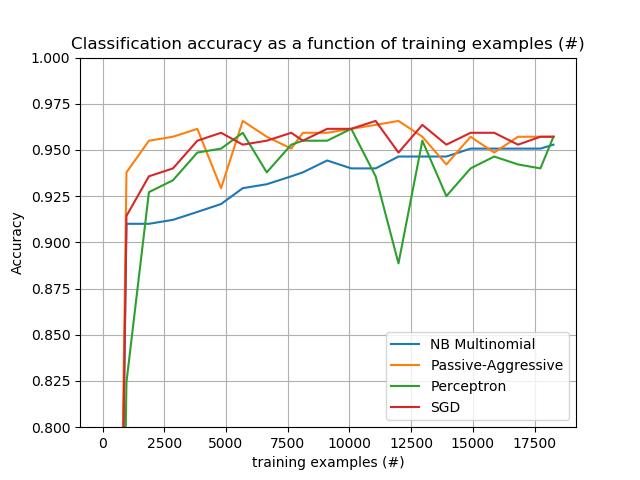 Classification accuracy as a function of training examples (#)
1.000
0.975
0.950
0.925
0.900
0.875
0.850
0.825
0.800
Accuracy
NB Multinomial
Passive-Aggressive
Perceptron
SGD
0 2500 5000 7500 10000 12500 15000 17500
training examples (#)